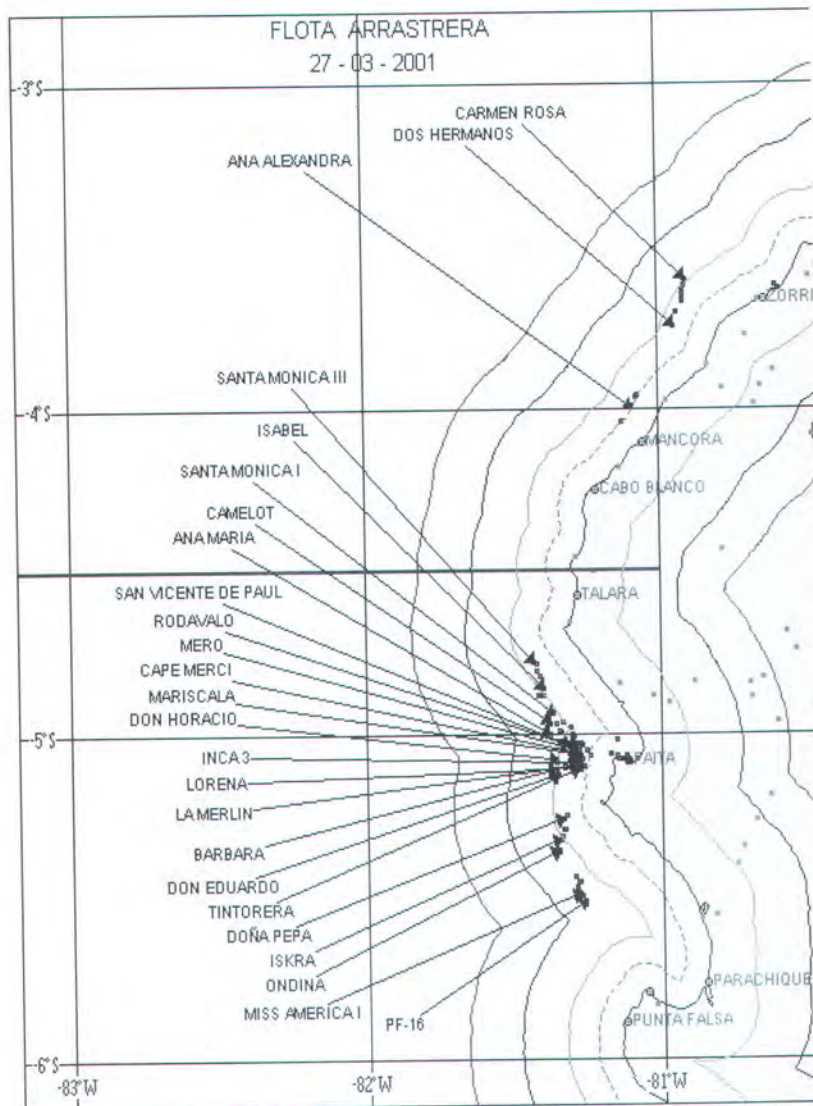 FLOTA ARRASTRERA
27 - 03 - 2001
-3°S
CARMEN ROSA
DOS HERMANOS
ANA ALEXANDRA
ZORRI
SANTA MONICA III
-4°S
ISABEL
MANCORA
SANTA MONICA I
CABO BLANCO
CAMELOT
ANA MARIA
SAN VICENTE DE PAUL
TALARA
RODAVALO
MERO
CAPE MERCI
MARISCALA
DON HORACIO
-5°S
INCA 3
PAITA
LORENA
LA MERLIN
BARBARA
DON EDUARDO
TINTORERA
DOÑA PEPA
ISKRA
ONDINA
PARACHIQUE
MISS AMERICA I
PF-16
PUNTA FALSA
-6°S
-83°W
-82°W
-81°W